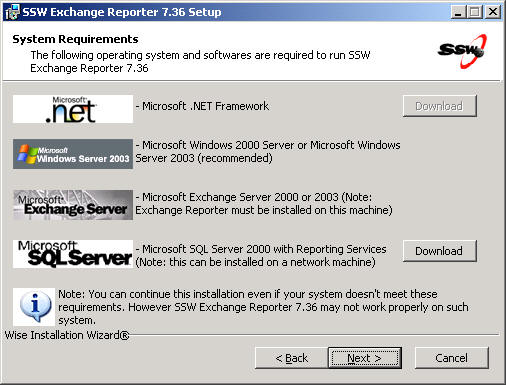 SSW Exchange Reporter 7.36 Setup
System Requirements
The following operating system and softwares are required to run SSW
Exchange Reporter 7.36
SSW
Microsoft
.net
- Microsoft .NET Framework
Download
Microsoft
Windows Server 2003
- Microsoft Windows 2000 Server or Microsoft Windows
Server 2003 (recommended)
Microsoft
Exchange Server
- Microsoft Exchange Server 2000 or 2003 (Note:
Exchange Reporter must be installed on this machine)
Microsoft
SQL Server
- Microsoft SQL Server 2000 with Reporting Services
(Note: this can be installed on a network machine)
Download
Note: You can continue this installation even if your system doesn't meet these
requirements. However SSW Exchange Reporter 7.36 may not work properly on such
system.
Wise Installation Wizard®
< Back
Next >
Cancel